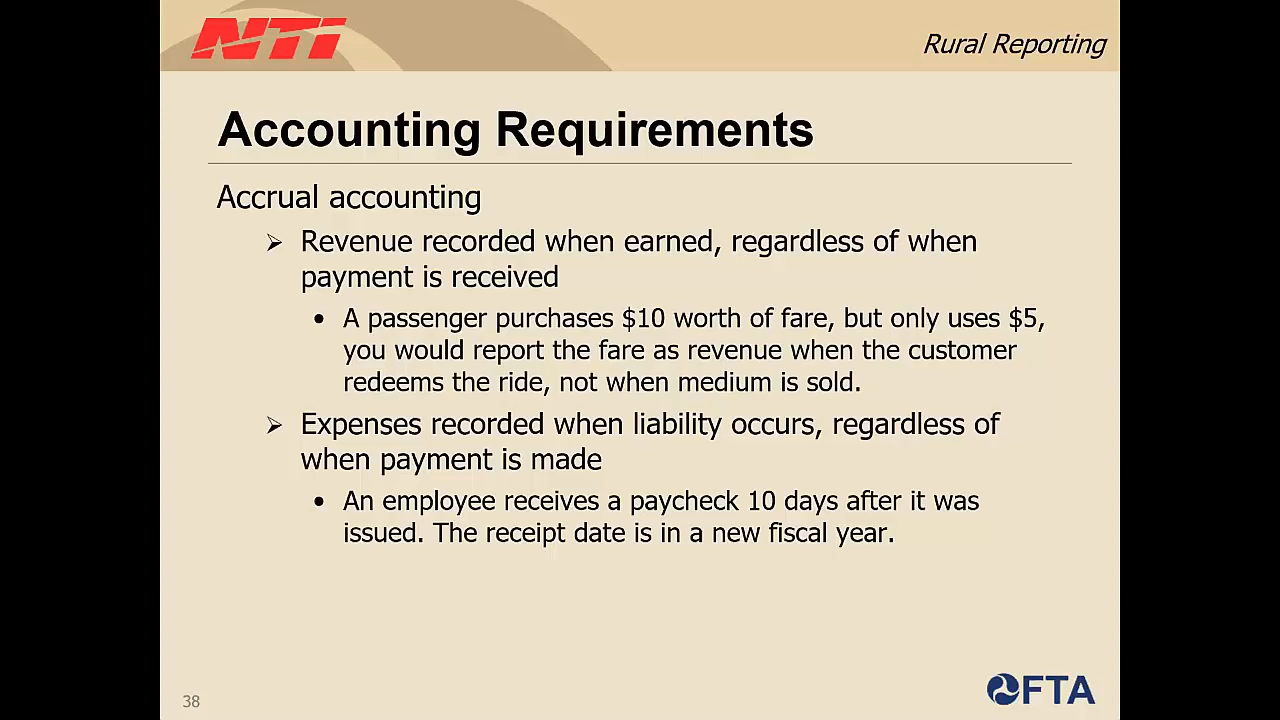 NTi
Rural Reporting
Accounting Requirements
Accrual accounting
➢ Revenue recorded when earned, regardless of when
payment is received
• A passenger purchases $10 worth of fare, but only uses $5,
you would report the fare as revenue when the customer
redeems the ride, not when medium is sold.
➢ Expenses recorded when liability occurs, regardless of
when payment is made
• An employee receives a paycheck 10 days after it was
issued. The receipt date is in a new fiscal year.
38
FTA